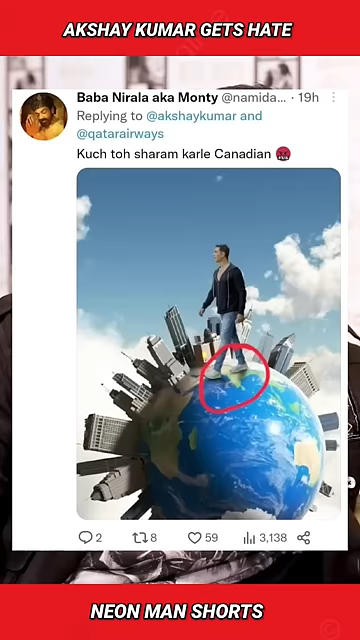 AKSHAY KUMAR GETS HATE
Baba Nirala aka Monty @namida... · 19h
Replying to @akshaykumar and
@qatarairways
Kuch toh sharam karle Canadian 🤬
2 8 59 3,138
NEON MAN SHORTS